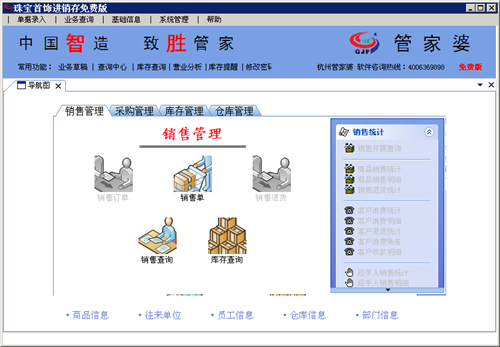 珠宝首饰进销存免费版
单据录入 | 业务查询 | 基础信息 | 系统管理 | 帮助
中国智造 致胜管家
GJP
管家婆
常用功能： 业务草稿 | 查询中心 | 库存查询 | 营业分析 | 库存提醒 | 修改密码
杭州管家婆 软件咨询热线：4006369898 免费版
导航图
销售管理 采购管理 库存管理 仓库管理
销售管理
销售订单 销售单 销售退货
销售查询 库存查询
销售统计
销售开票查询
商品销售统计
商品销售明细
销售退货统计
客户消费统计
客户消费明细
客户退货统计
客户收款明细
经手人销售统计
经手人销售明细
• 商品信息 • 往来单位 • 员工信息 • 仓库信息 • 部门信息